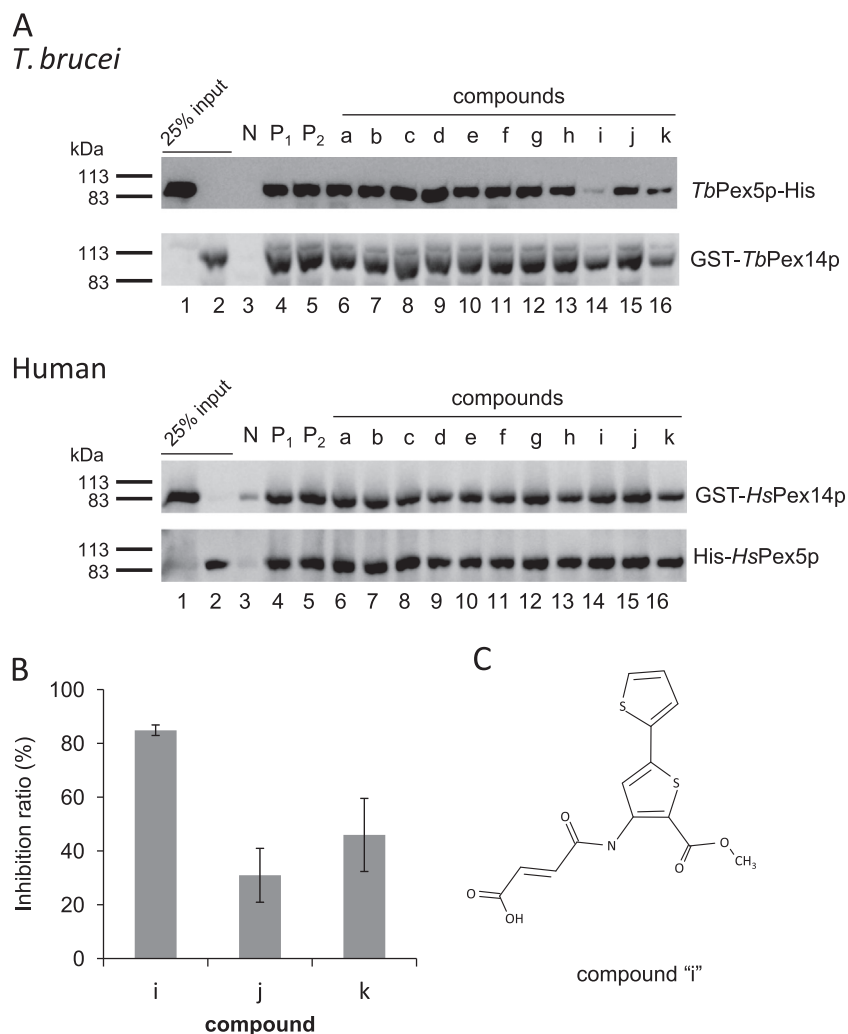 A
T. brucei
25% input
compounds
kDa
N P₁ P₂ a b c d e f g h i j k
113
83
TbPex5p-His
113
83
GST-TbPex14p
1 2 3 4 5 6 7 8 9 10 11 12 13 14 15 16
Human
25% input
compounds
kDa
N P₁ P₂ a b c d e f g h i j k
113
83
GST-HsPex14p
113
83
His-HsPex5p
1 2 3 4 5 6 7 8 9 10 11 12 13 14 15 16
B
Inhibition ratio (%)
100
80
60
40
20
0
i j k
compound
C
S
S
O
N
O
O
CH₃
O
OH
compound "i"